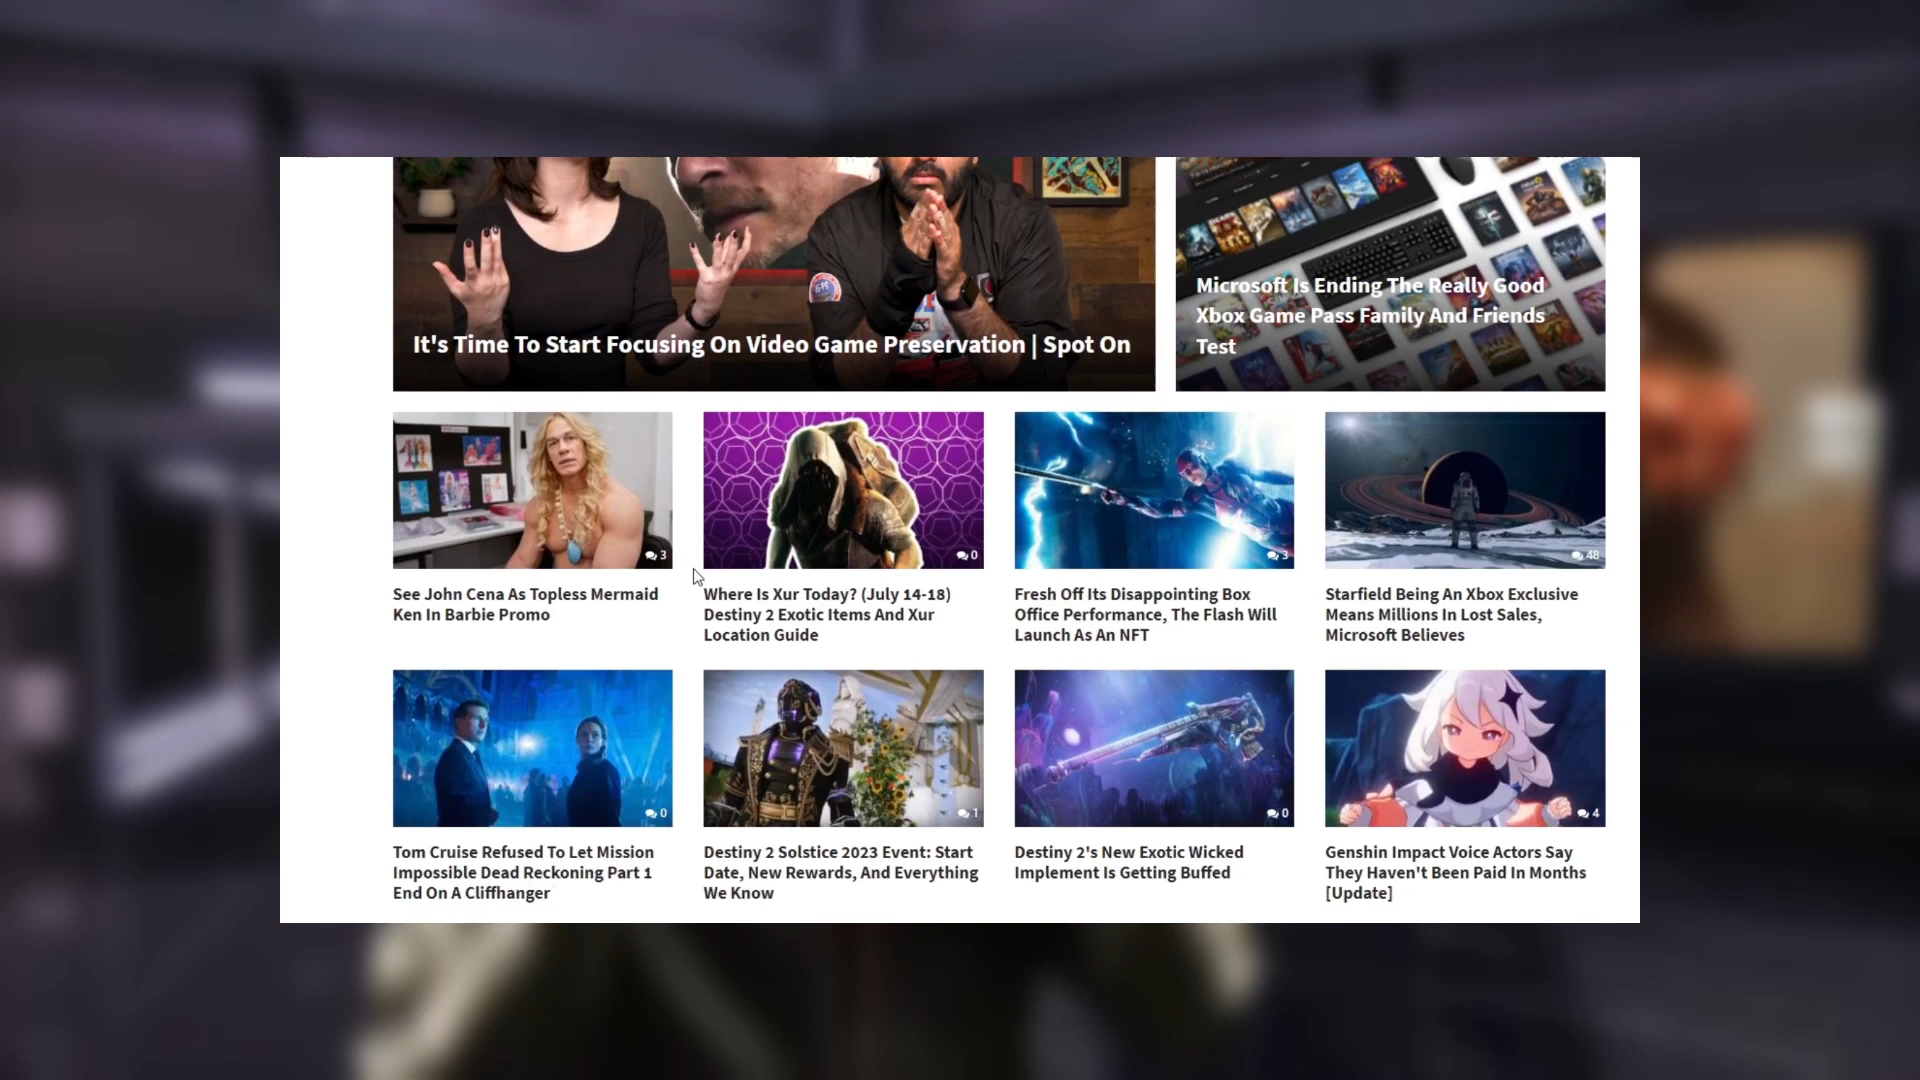 It's Time To Start Focusing On Video Game Preservation | Spot On
Microsoft Is Ending The Really Good
Xbox Game Pass Family And Friends
Test
3
0
3
48
See John Cena As Topless Mermaid
Ken In Barbie Promo
Where Is Xur Today? (July 14-18)
Destiny 2 Exotic Items And Xur
Location Guide
Fresh Off Its Disappointing Box
Office Performance, The Flash Will
Launch As An NFT
Starfield Being An Xbox Exclusive
Means Millions In Lost Sales,
Microsoft Believes
0
1
0
4
Tom Cruise Refused To Let Mission
Impossible Dead Reckoning Part 1
End On A Cliffhanger
Destiny 2 Solstice 2023 Event: Start
Date, New Rewards, And Everything
We Know
Destiny 2's New Exotic Wicked
Implement Is Getting Buffed
Genshin Impact Voice Actors Say
They Haven't Been Paid In Months
[Update]